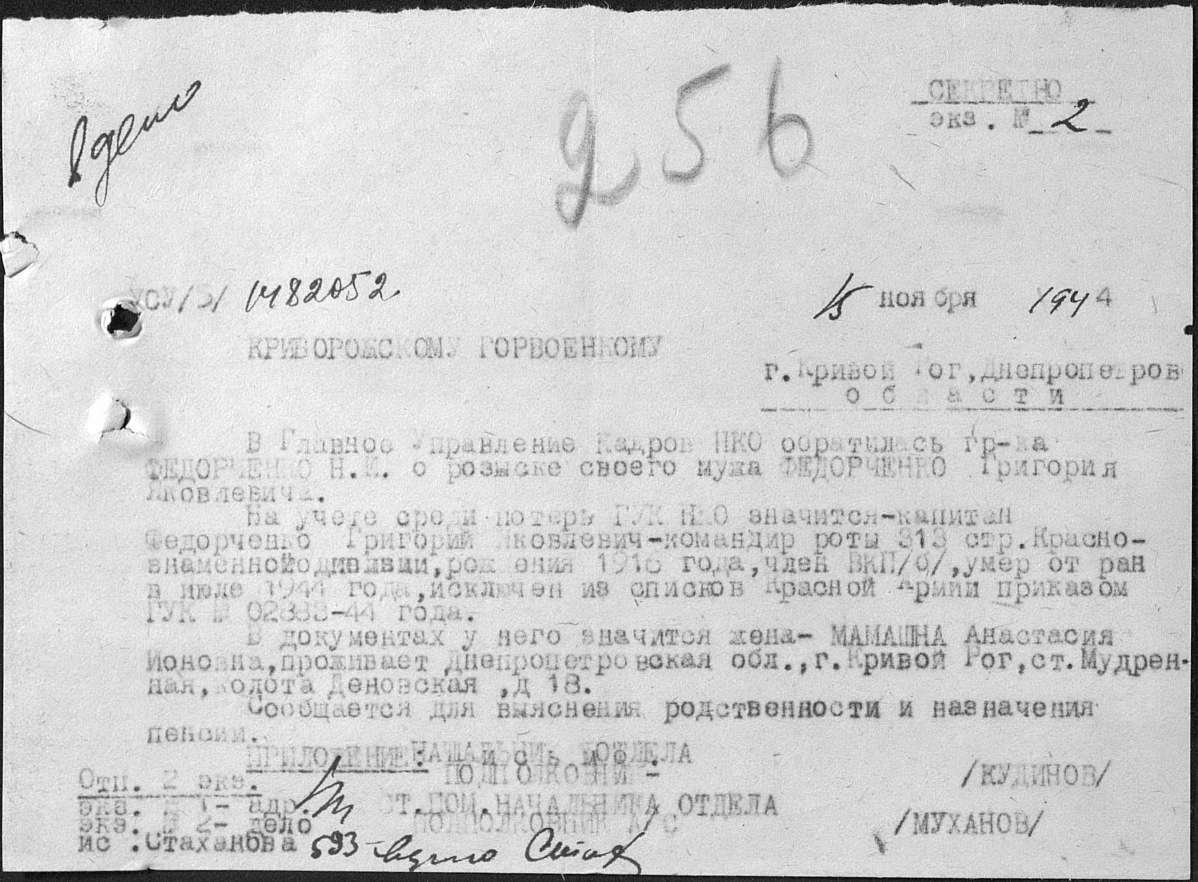 В дело
256
СЕКРЕТНО
экз. № 2
УСУ/5/ 1482052
15 ноября 1944
КРИВОРОЖСКОМУ ГОРВОЕНКОМУ
г.Кривой Рог,Днепропетров
области
В Главное Управление Кадров НКО обратилась гр-ка
ФЕДОРЧЕНКО Н.И. о розыске своего мужа ФЕДОРЧЕНКО Григория
Яковлевича.
На учете среди потерь ГУК НКО значится-капитан
Федорченко Григорий Яковлевич-командир роты 313 стр.Красно-
знаменнойдивизии,рождения 1918 года,член ВКП/б/,умер от ран
в июле 1944 года,исключен из списков Красной Армии приказом
ГУК № 02883-44 года.
В документах у него значится жена- МАМАШНА Анастасия
Ионовна,проживает Днепропетровская обл.,г.Кривой Рог,ст.Мудрен-
ная,колота Деновская ,д 18.
Сообщается для выяснения родственности и назначения
пенсии.
ПРИЛОЖЕНИЕ: НАЧАЛЬНИК ОТДЕЛА
ПОДПОЛКОВНИК- /КУДИНОВ/
Отп. 2 экз.
экз. № 1- адр. СТ.ПОМ.НАЧАЛЬНИКА ОТДЕЛА
экз. № 2- дело ПОДПОЛКОВНИК А/С /МУХАНОВ/
ис .Стаханова 593-